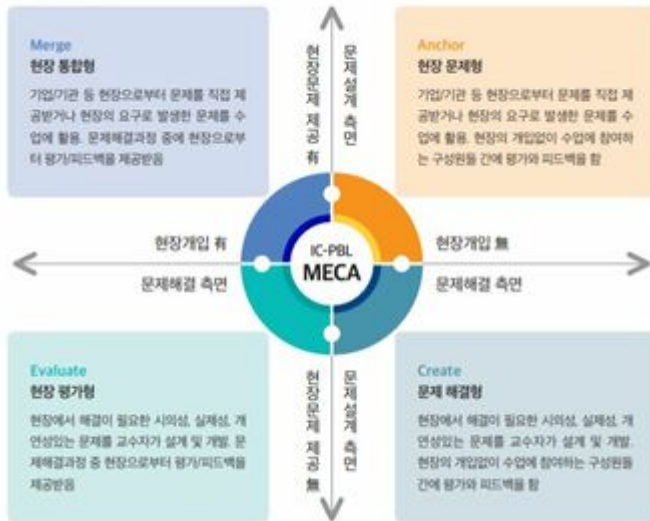 Merge
현장 통합형
기업/기관 등 현장으로부터 문제를 직접 제
공받거나 현장의 요구로 발생한 문제를 수
업에 활용. 문제해결과정 중에 현장으로부
터 평가/피드백을 제공받음
현장문제 제공 有
문제설계 측면
Anchor
현장 문제형
기업/기관 등 현장으로부터 문제를 직접 제
공받거나 현장의 요구로 발생한 문제를 수
업에 활용. 현장의 개입없이 수업에 참여하
는 구성원들 간에 평가와 피드백을 함
현장개입 有
문제해결 측면
IC-PBL
MECA
현장개입 無
문제해결 측면
Evaluate
현장 평가형
현장에서 해결이 필요한 시의성, 실제성, 개
연성있는 문제를 교수자가 설계 및 개발. 문
제해결과정 중 현장으로부터 평가/피드백을
제공받음
현장문제 제공 無
문제설계 측면
Create
문제 해결형
현장에서 해결이 필요한 시의성, 실제성, 개
연성있는 문제를 교수자가 설계 및 개발.
현장의 개입없이 수업에 참여하는 구성원들
간에 평가와 피드백을 함